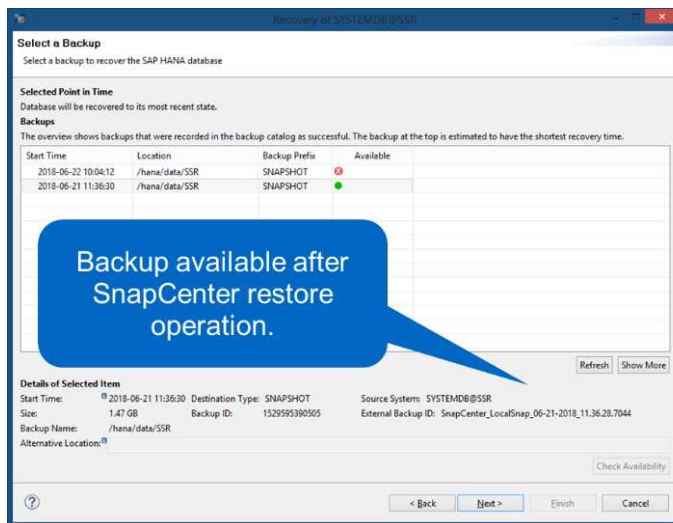 Recovery of SYSTEMDB@SSR
Select a Backup
Select a backup to recover the SAP HANA database
Selected Point in Time
Database will be recovered to its most recent state.
Backups
The overview shows backups that were recorded in the backup catalog as successful. The backup at the top is estimated to have the shortest recovery time.
Start Time Location Backup Prefix Available
2018-06-22 10:04:12 /hana/data/SSR SNAPSHOT
2018-06-21 11:36:30 /hana/data/SSR SNAPSHOT
Backup available after
SnapCenter restore
operation.
Refresh Show More
Details of Selected Item
Start Time: 2018-06-21 11:36:30 Destination Type: SNAPSHOT Source System: SYSTEMDB@SSR
Size: 1.47 GB Backup ID: 1529595390505 External Backup ID: SnapCenter_LocalSnap_06-21-2018_11.36.28.7044
Backup Name: /hana/data/SSR
Alternative Location:
Check Availability
? < Back Next > Finish Cancel